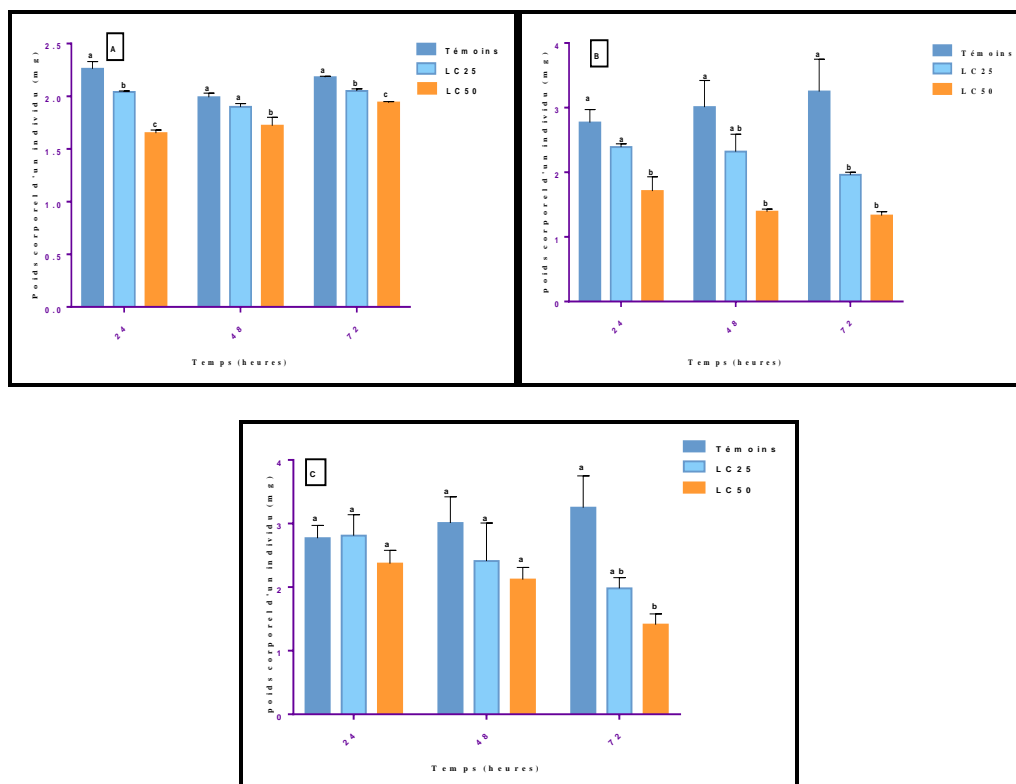 A
Témoins
LC25
LC50
a
b
c
a
a
b
a
b
c
2.5
2.0
1.5
1.0
0.5
0.0
Poids corporel d'un individu (mg)
24
48
72
Temps (heures)
B
Témoins
LC25
LC50
a
a
b
a
ab
b
a
b
b
4
3
2
1
0
poids corporel d'un individu (mg)
24
48
72
Temps (heures)
C
Témoins
LC25
LC50
a
a
a
a
a
a
a
ab
b
4
3
2
1
0
poids corporel d'un individu (mg)
24
48
72
Temps (heures)